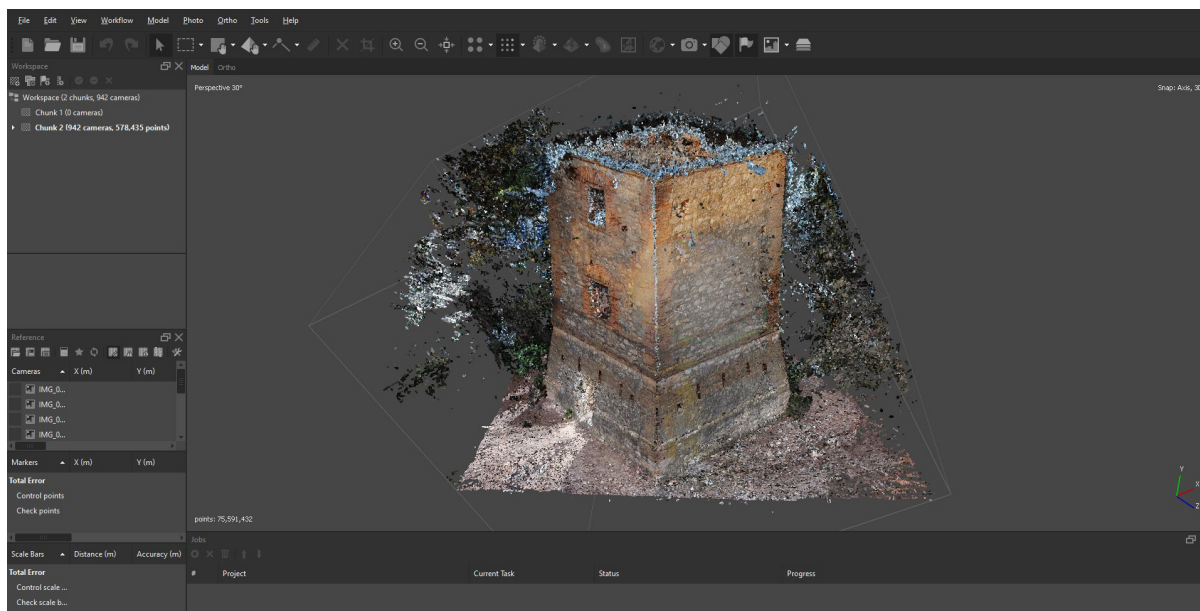 File Edit View Workflow Model Photo Ortho Tools Help
Workspace
Model Ortho
Perspective 30°
Snap: Axis, 3D
Workspace (2 chunks, 942 cameras)
Chunk 1 (0 cameras)
Chunk 2 (942 cameras, 578,435 points)
Reference
Cameras X (m) Y (m)
IMG_0...
IMG_0...
IMG_0...
IMG_0...
Markers X (m) Y (m)
Total Error
Control points
Check points
points: 75,591,432
Y
X
Z
Jobs
Scale Bars Distance (m) Accuracy (m)
# Project Current Task Status Progress
Total Error
Control scale ...
Check scale b...